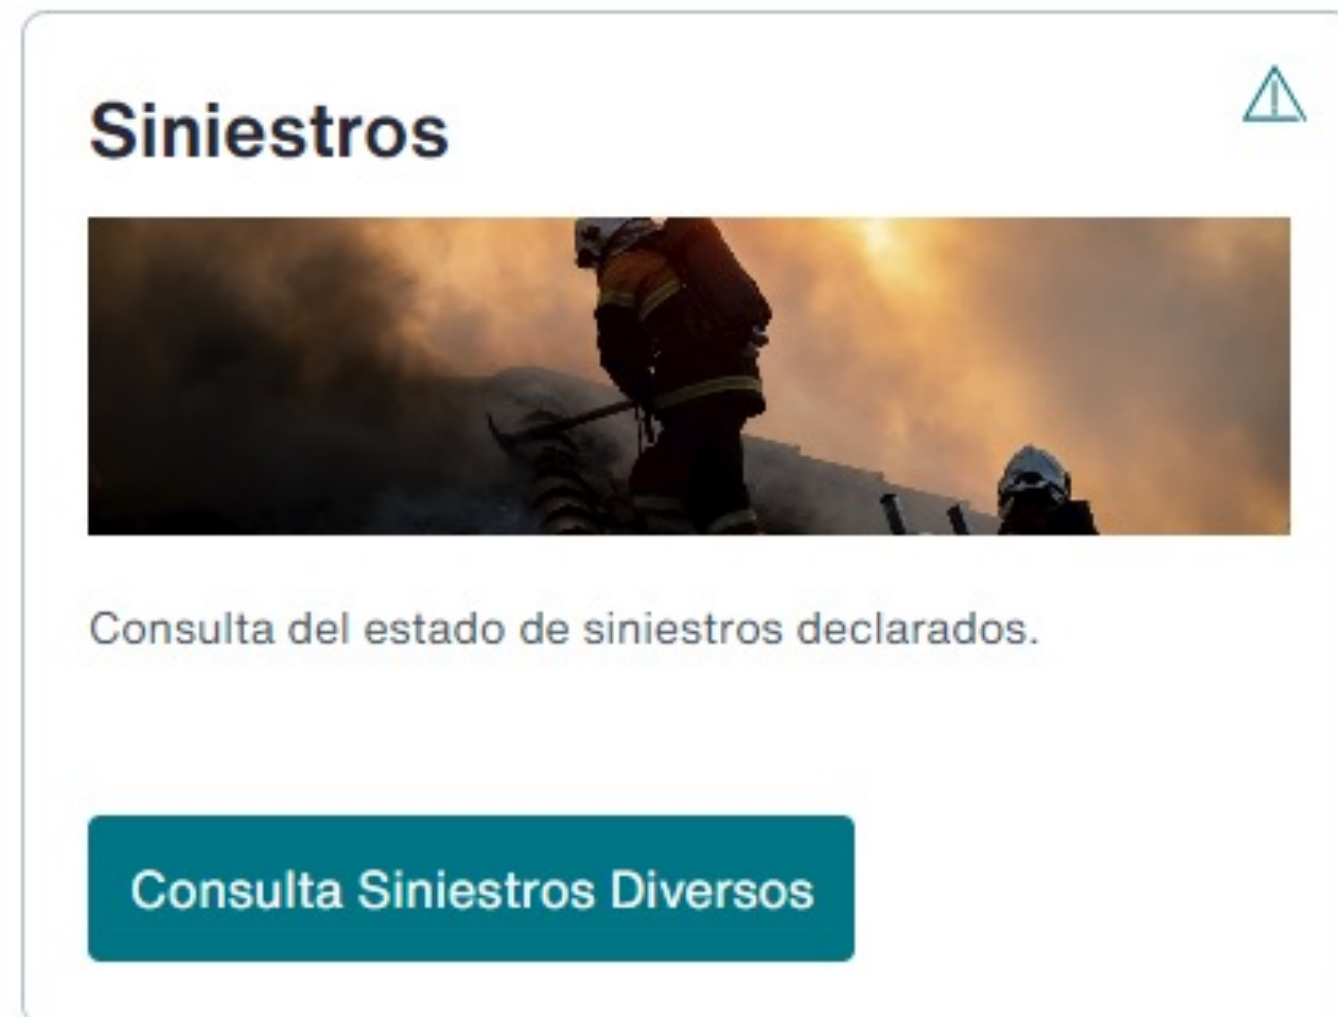 Siniestros
Consulta del estado de siniestros declarados.
Consulta Siniestros Diversos